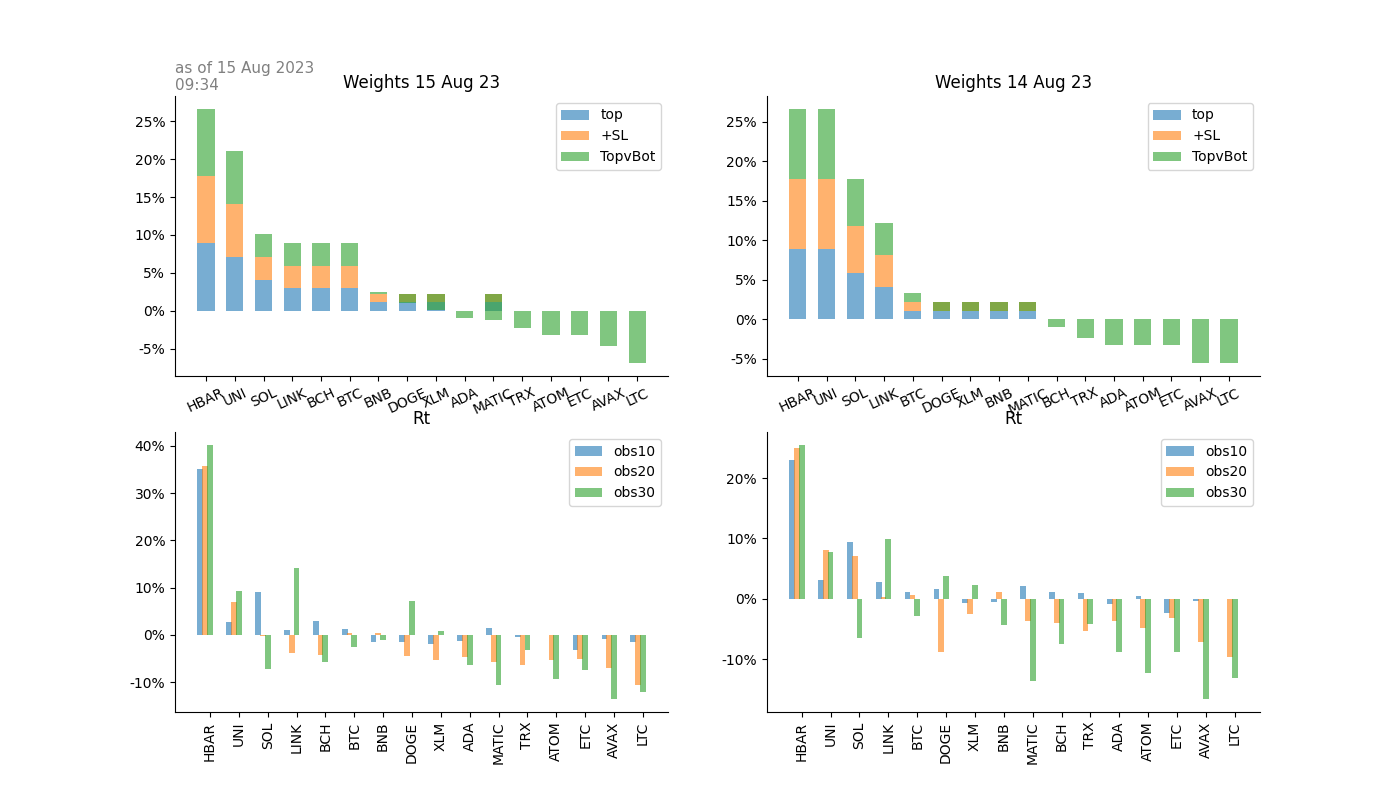 as of 15 Aug 2023
09:34
Weights 15 Aug 23
25%
20%
15%
10%
5%
0%
-5%
top
+SL
TopvBot
HBAR UNI SOL LINK BCH BTC BNB DOGE XLM ADA MATIC TRX ATOM ETC AVAX LTC
Weights 14 Aug 23
25%
20%
15%
10%
5%
0%
-5%
top
+SL
TopvBot
HBAR UNI SOL LINK BTC DOGE XLM BNB MATIC BCH TRX ADA ATOM ETC AVAX LTC
Rt
40%
30%
20%
10%
0%
-10%
obs10
obs20
obs30
HBAR UNI SOL LINK BCH BTC BNB DOGE XLM ADA MATIC TRX ATOM ETC AVAX LTC
Rt
20%
10%
0%
-10%
obs10
obs20
obs30
HBAR UNI SOL LINK BTC DOGE XLM BNB MATIC BCH TRX ADA ATOM ETC AVAX LTC